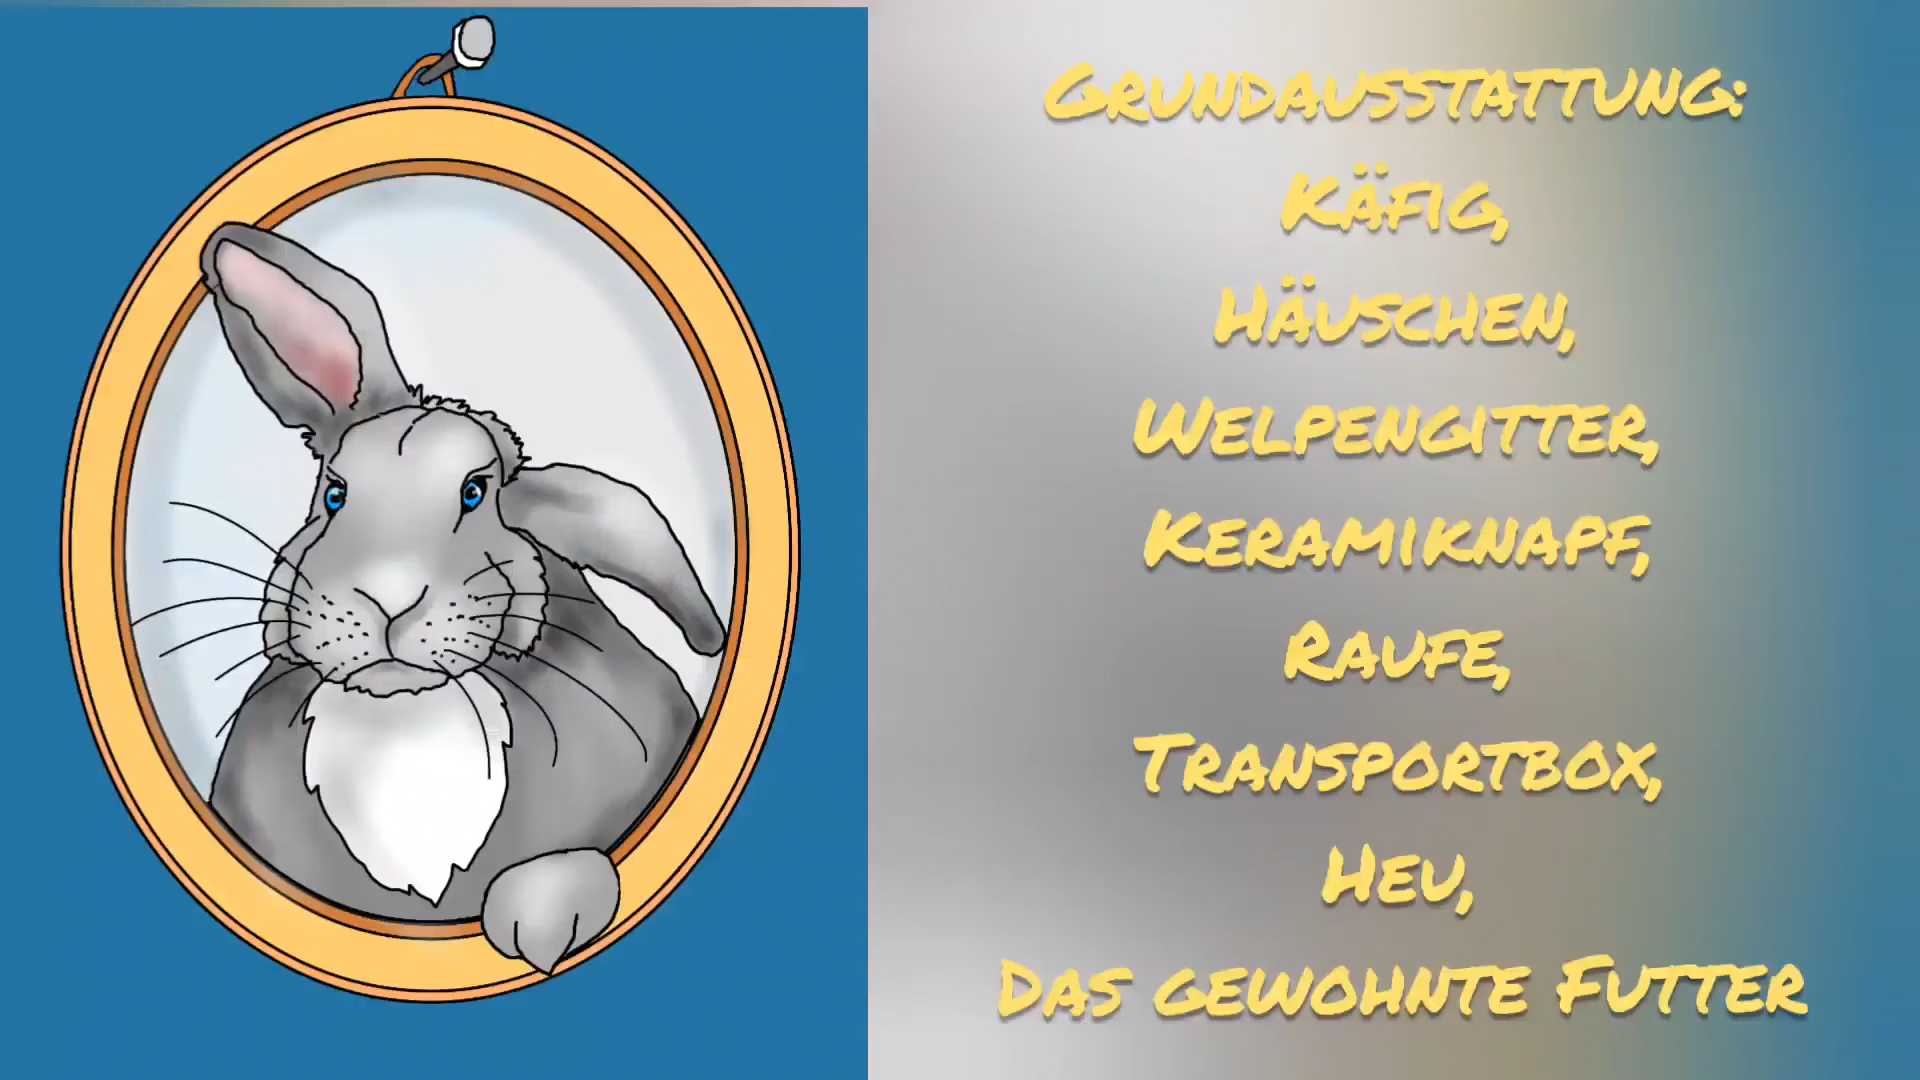 Grundausstattung:
Käfig,
Häuschen,
Welpengitter,
Keramiknapf,
Raufe,
Transportbox,
Heu,
Das gewohnte Futter